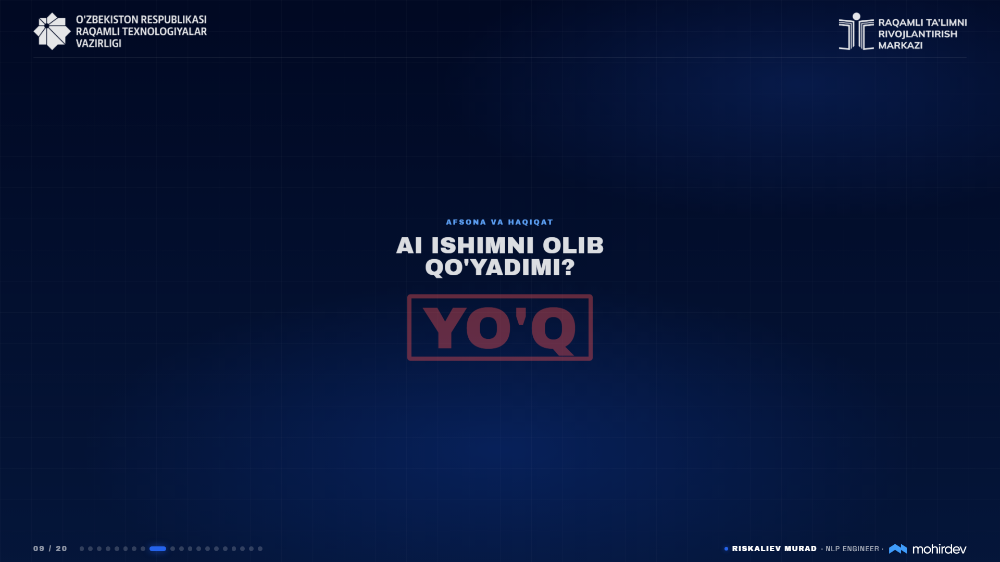 O'ZBEKISTON RESPUBLIKASI
RAQAMLI TEXNOLOGIYALAR
VAZIRLIGI
RAQAMLI TA'LIMNI
RIVOJLANTIRISH
MARKAZI
AFSONA VA HAQIQAT
AI ISHIMNI OLIB
QO'YADIMI?
YO'Q
09 / 20
RISKALIEV MURAD · NLP ENGINEER · mohirdev